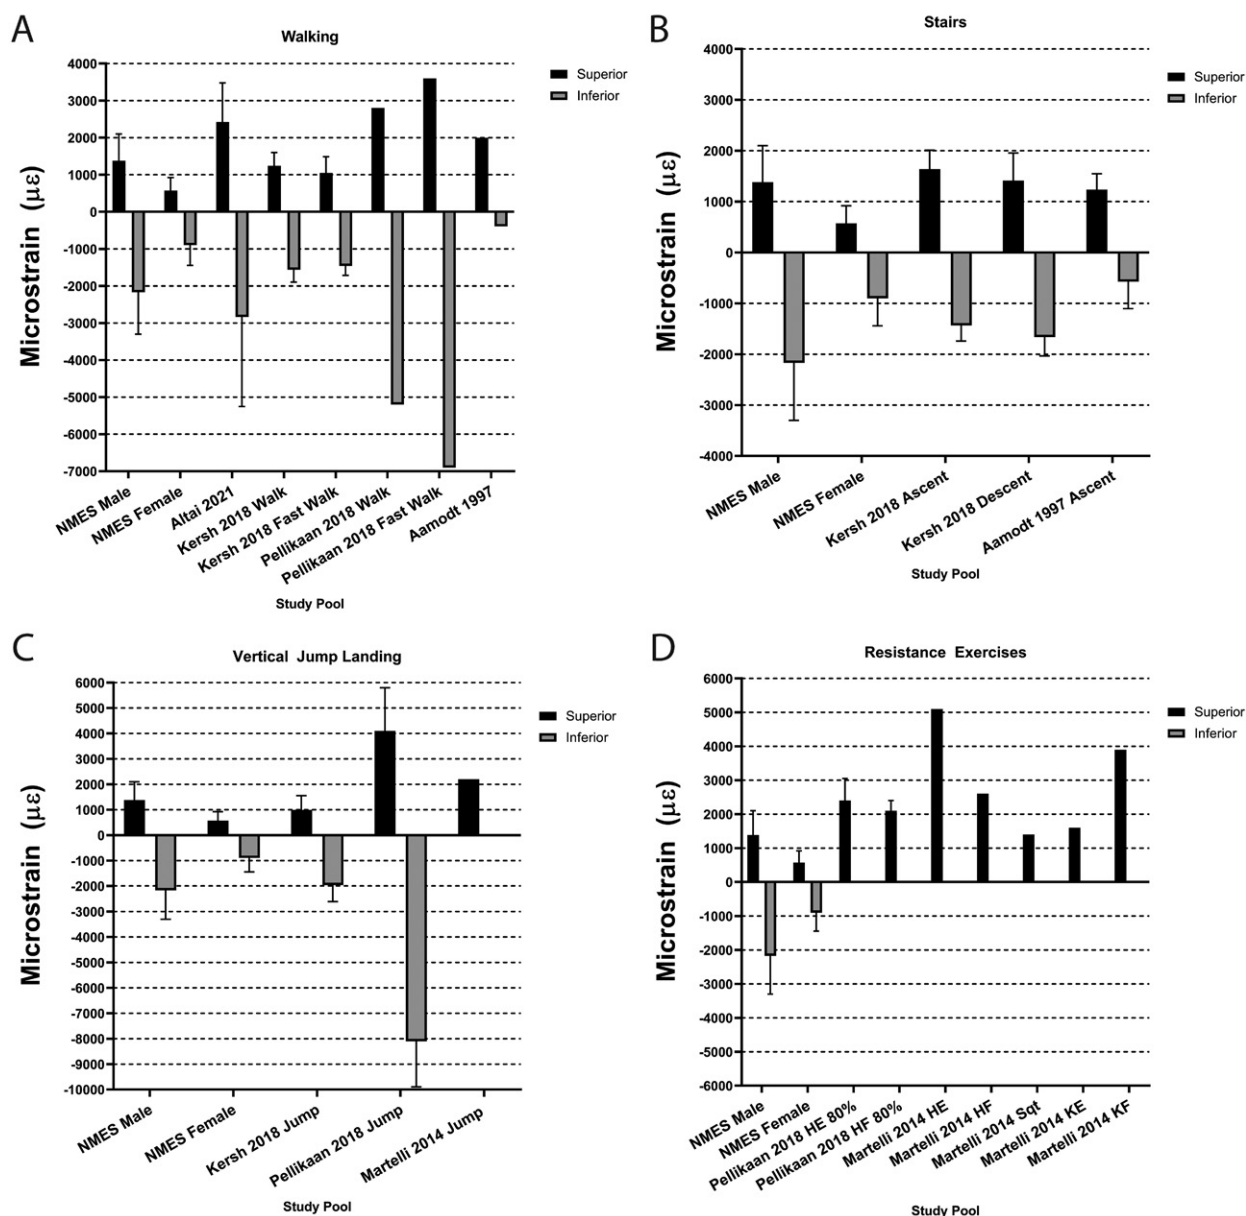 A
Walking
4000
3000
2000
1000
0
-1000
-2000
-3000
-4000
-5000
-6000
-7000
Microstrain (με)
Superior
Inferior
NMES Male
NMES Female
Altai 2021
Kersh 2018 Walk
Kersh 2018 Fast Walk
Pellikaan 2018 Walk
Pellikaan 2018 Fast Walk
Aamodt 1997
Study Pool
B
Stairs
4000
3000
2000
1000
0
-1000
-2000
-3000
-4000
Microstrain (με)
Superior
Inferior
NMES Male
NMES Female
Kersh 2018 Ascent
Kersh 2018 Descent
Aamodt 1997 Ascent
Study Pool
C
Vertical Jump Landing
6000
5000
4000
3000
2000
1000
0
-1000
-2000
-3000
-4000
-5000
-6000
-7000
-8000
-9000
-10000
Microstrain (με)
Superior
Inferior
NMES Male
NMES Female
Kersh 2018 Jump
Pellikaan 2018 Jump
Martelli 2014 Jump
Study Pool
D
Resistance Exercises
6000
5000
4000
3000
2000
1000
0
-1000
-2000
-3000
-4000
-5000
-6000
Microstrain (με)
Superior
Inferior
NMES Male
NMES Female
Pellikaan 2018 HE 80%
Pellikaan 2018 HF 80%
Martelli 2014 HE
Martelli 2014 HF
Martelli 2014 Sqt
Martelli 2014 KE
Martelli 2014 KF
Study Pool